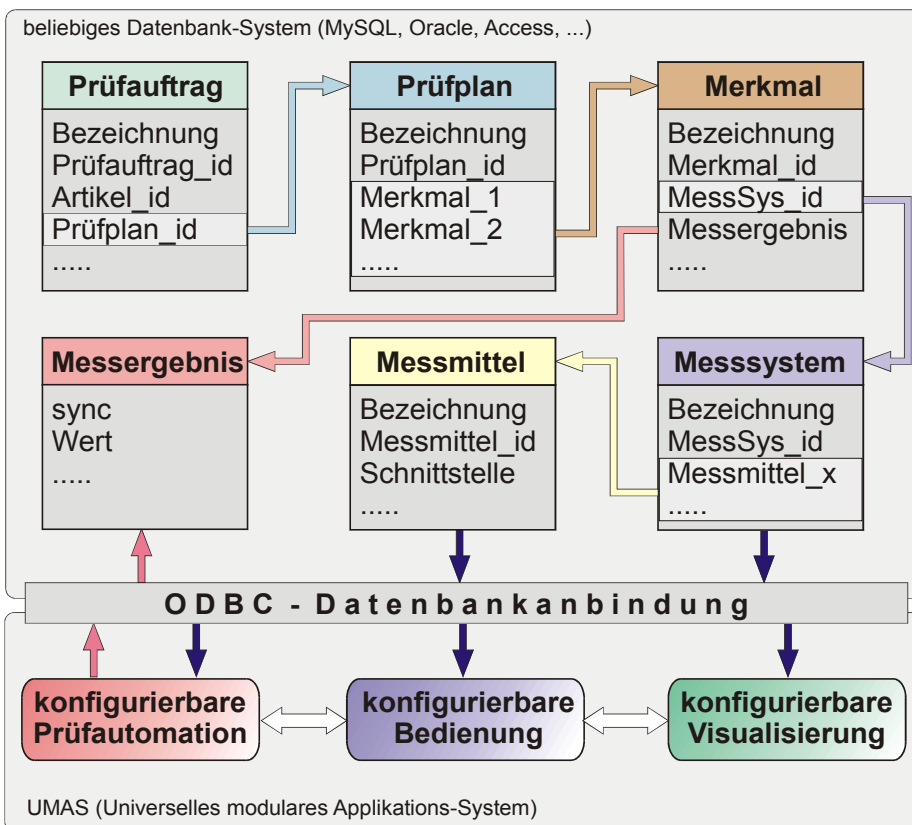 beliebiges Datenbank-System (MySQL, Oracle, Access, ...)
Prüfauftrag
Bezeichnung
Prüfauftrag_id
Artikel_id
Prüfplan_id
.....
Prüfplan
Bezeichnung
Prüfplan_id
Merkmal_1
Merkmal_2
.....
Merkmal
Bezeichnung
Merkmal_id
MessSys_id
Messergebnis
.....
Messergebnis
sync
Wert
.....
Messmittel
Bezeichnung
Messmittel_id
Schnittstelle
.....
Messsystem
Bezeichnung
MessSys_id
Messmittel_x
.....
ODBC - Datenbankanbindung
konfigurierbare
Prüfautomation
konfigurierbare
Bedienung
konfigurierbare
Visualisierung
UMAS (Universelles modulares Applikations-System)